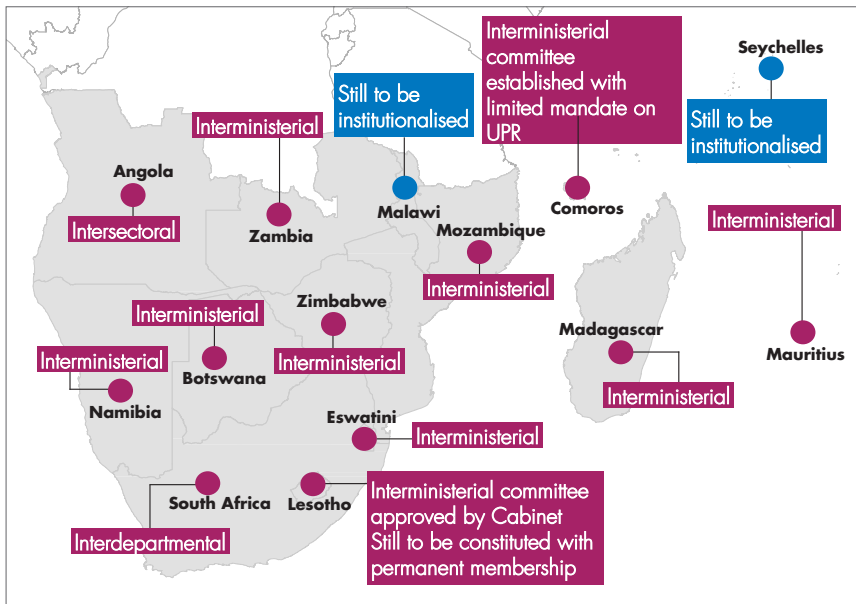 Interministerial
committee
established with
limited mandate on
UPR
Seychelles
Still to be
institutionalised
Still to be
institutionalised
Interministerial
Angola
Intersectoral
Zambia
Malawi
Comoros
Mozambique
Interministerial
Interministerial
Mauritius
Interministerial
Zimbabwe
Interministerial
Botswana
Interministerial
Namibia
Madagascar
Interministerial
Eswatini
Interministerial
South Africa
Interdepartmental
Lesotho
Interministerial committee
approved by Cabinet
Still to be constituted with
permanent membership